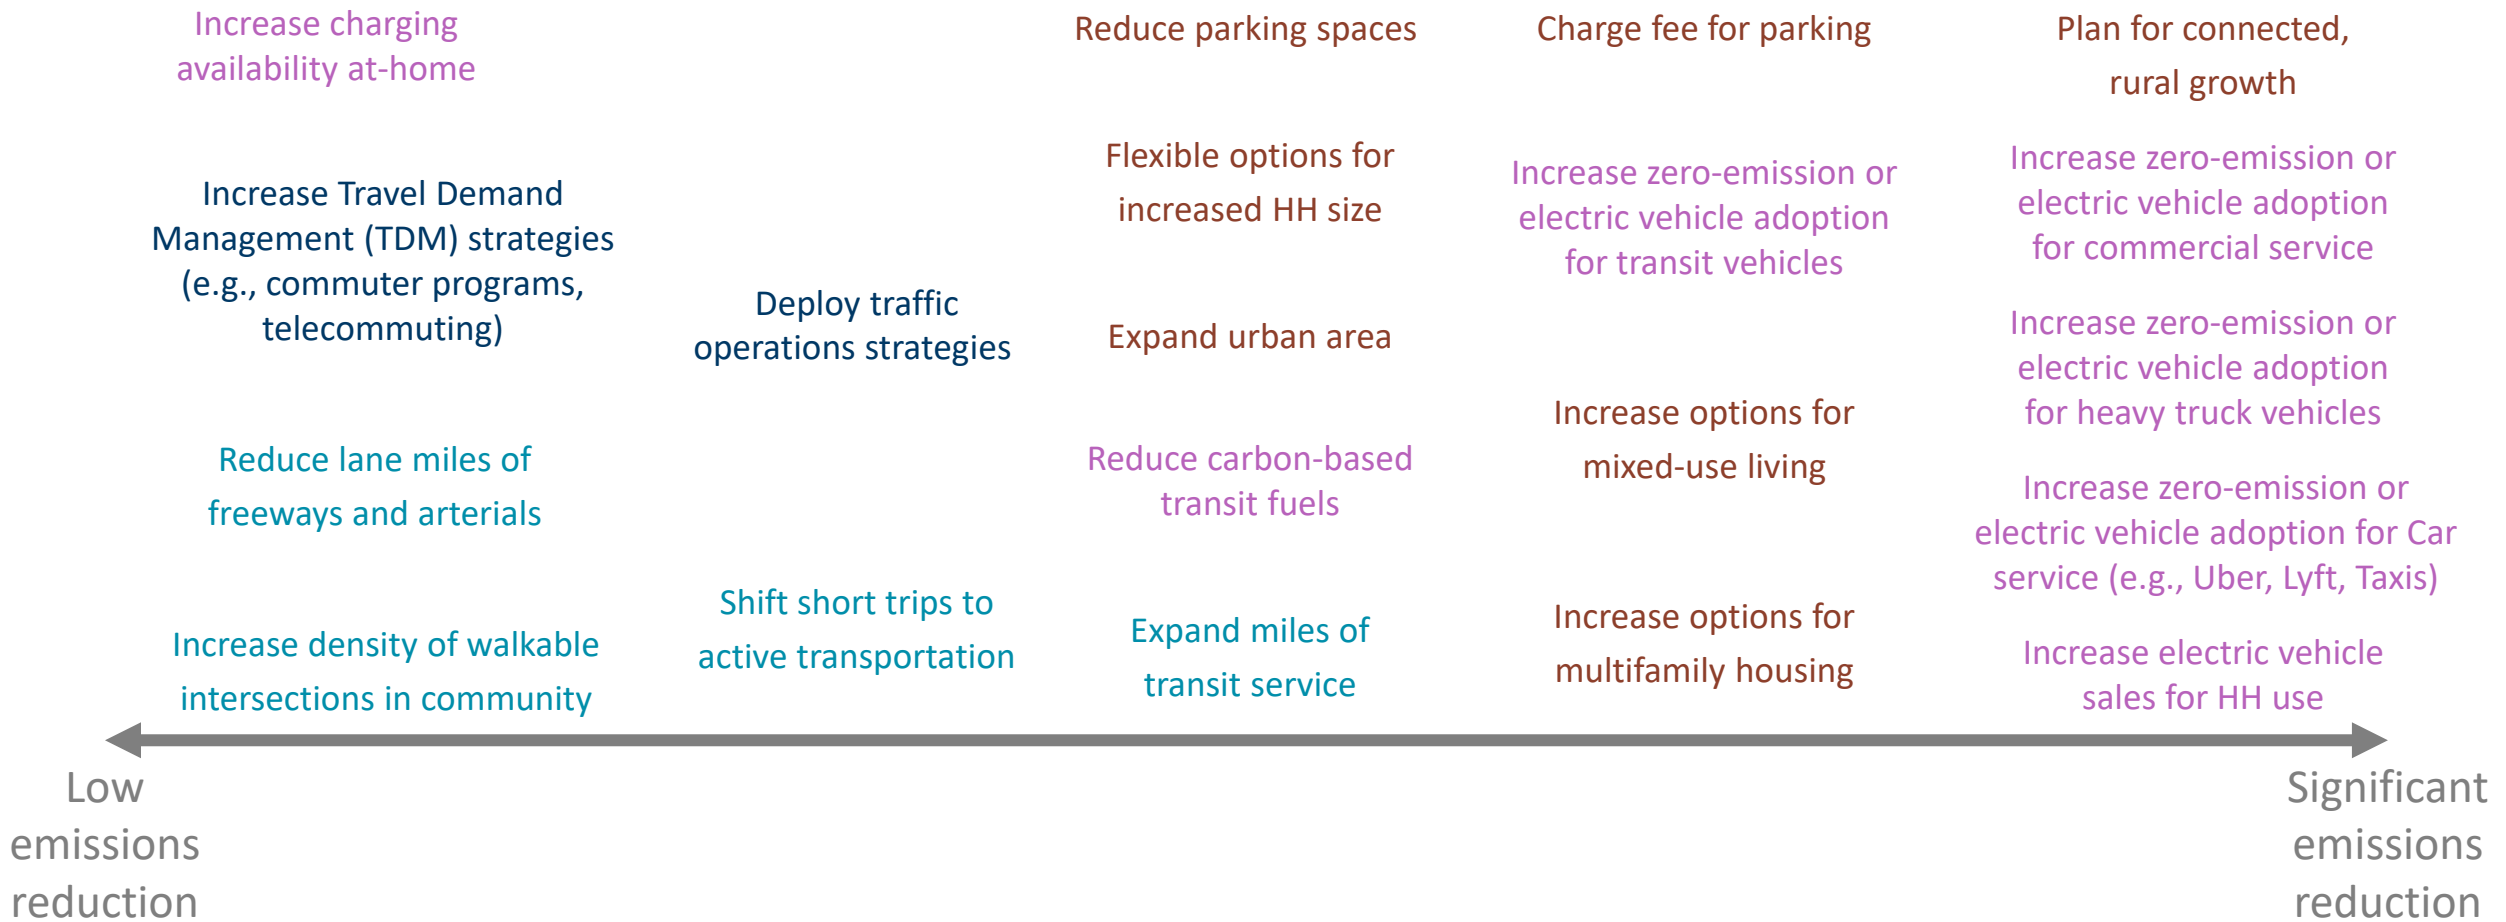 Increase charging
availability at-home
Increase Travel Demand
Management (TDM) strategies
(e.g., commuter programs,
telecommuting)
Reduce lane miles of
freeways and arterials
Increase density of walkable
intersections in community
Deploy traffic
operations strategies
Shift short trips to
active transportation
Reduce parking spaces
Flexible options for
increased HH size
Expand urban area
Reduce carbon-based
transit fuels
Expand miles of
transit service
Charge fee for parking
Increase zero-emission or
electric vehicle adoption
for transit vehicles
Increase options for
mixed-use living
Increase options for
multifamily housing
Plan for connected,
rural growth
Increase zero-emission or
electric vehicle adoption
for commercial service
Increase zero-emission or
electric vehicle adoption
for heavy truck vehicles
Increase zero-emission or
electric vehicle adoption for Car
service (e.g., Uber, Lyft, Taxis)
Increase electric vehicle
sales for HH use
Low
emissions
reduction
Significant
emissions
reduction